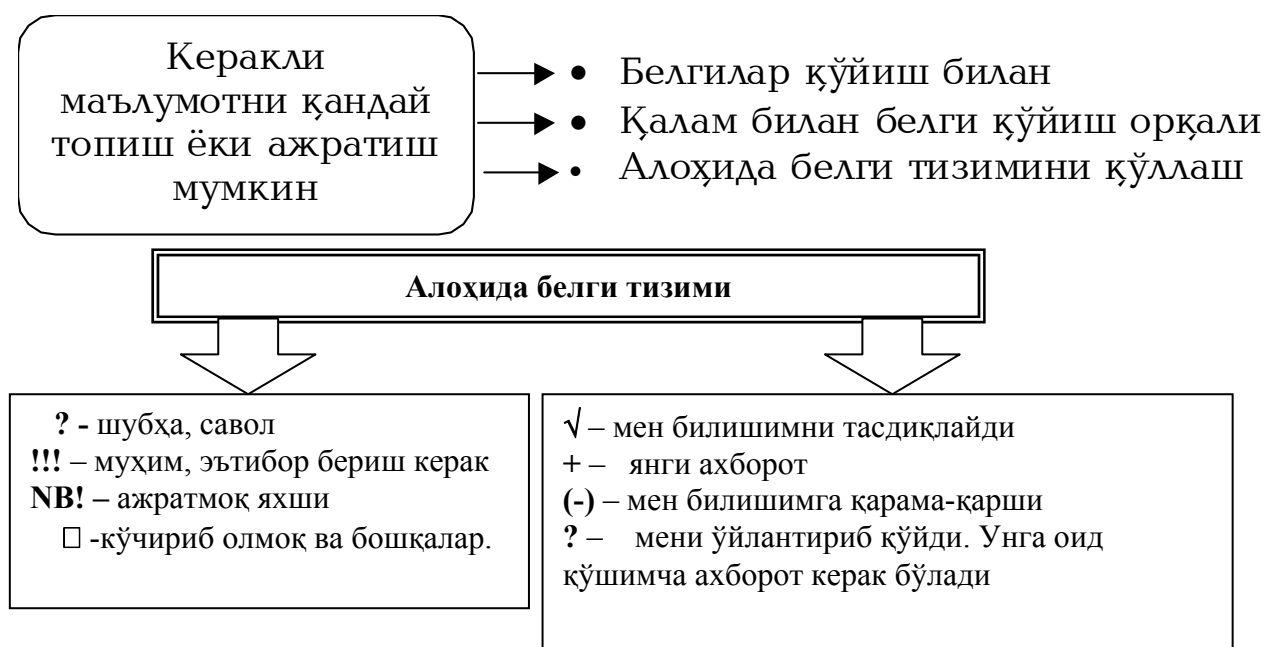 Керакли
маълумотни қандай
топиш ёки ажратиш
мумкин
• Белгилар қўйиш билан
• Қалам билан белги қўйиш орқали
• Алоҳида белги тизимини қўллаш
Алоҳида белги тизими
? - шубҳа, савол
!!! – муҳим, эътибор бериш керак
NB! – ажратмоқ яхши
□ -кўчириб олмоқ ва бошқалар.
√ – мен билишимни тасдиқлайди
+ – янги ахборот
(-) – мен билишимга қарама-қарши
? – мени ўйлантириб қўйди. Унга оид
қўшимча ахборот керак бўлади